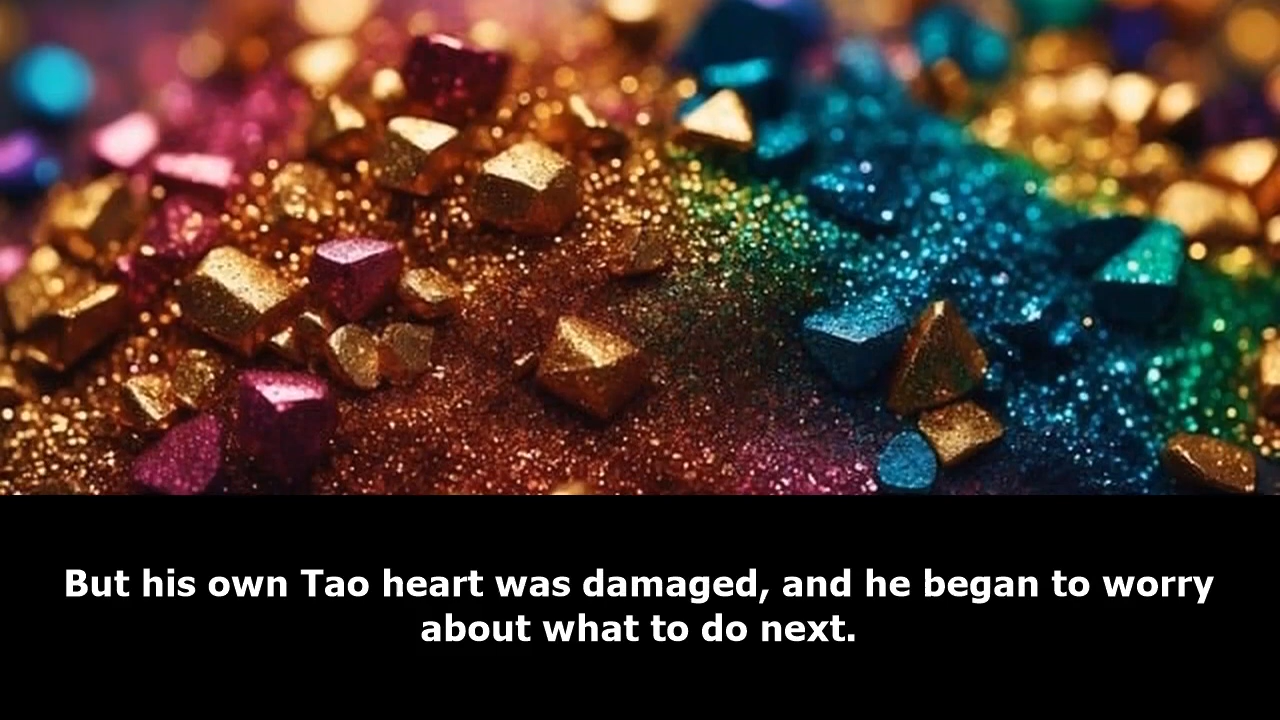 But his own Tao heart was damaged, and he began to worry
about what to do next.